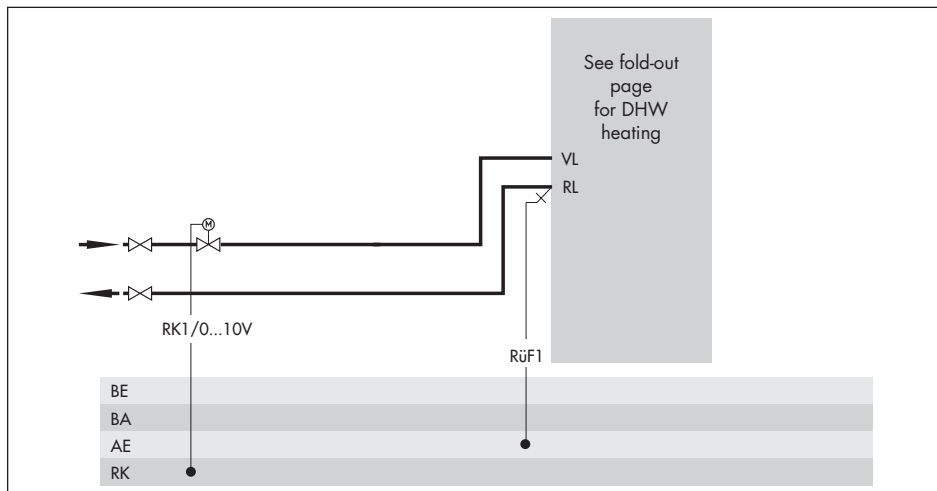 See fold-out
page
for DHW
heating
VL
RL
M
RK1/0...10V
RüF1
BE
BA
AE
RK